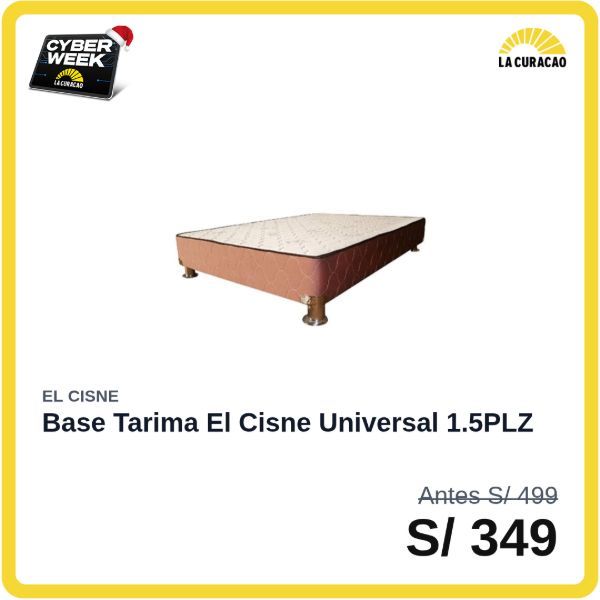 CYBER
WEEK
LA CURACAO
LA CURACAO
EL CISNE
Base Tarima El Cisne Universal 1.5PLZ
Antes S/ 499
S/ 349